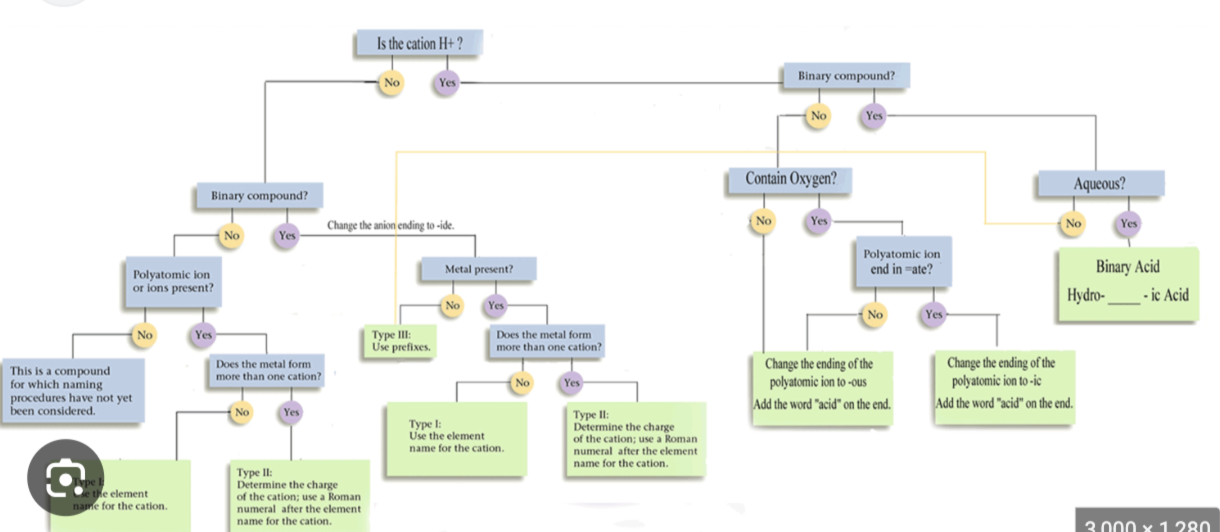 Is the cation H+ ?
No
Yes
Binary compound?
No
Yes
Contain Oxygen?
No
Yes
Aqueous?
No
Yes
Binary compound?
No
Yes
Change the anion ending to -ide.
Polyatomic ion
end in =ate?
No
Yes
Binary Acid
Hydro- _____ - ic Acid
Polyatomic ion
or ions present?
No
Yes
Metal present?
No
Yes
Type III:
Use prefixes.
Does the metal form
more than one cation?
No
Yes
This is a compound
for which naming
procedures have not yet
been considered.
Does the metal form
more than one cation?
No
Yes
Change the ending of the
polyatomic ion to -ous
Add the word "acid" on the end.
Change the ending of the
polyatomic ion to -ic
Add the word "acid" on the end.
Type I:
Use the element
name for the cation.
Type II:
Determine the charge
of the cation; use a Roman
numeral after the element
name for the cation.
Type I:
Use the element
name for the cation.
Type II:
Determine the charge
of the cation; use a Roman
numeral after the element
name for the cation.
3,000 × 1,280